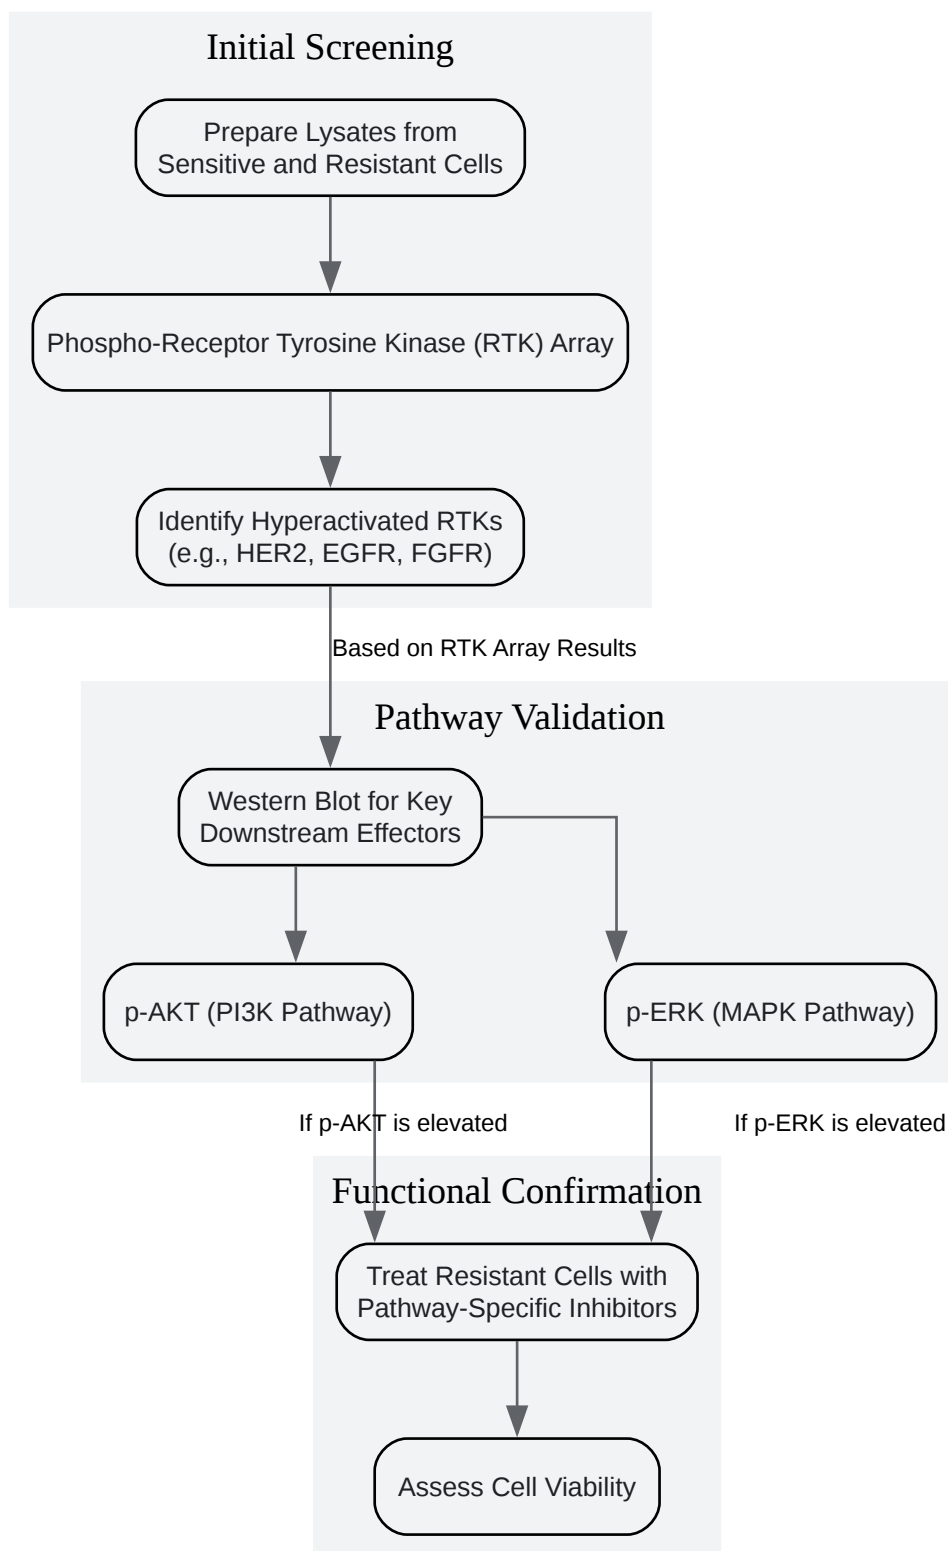 Initial Screening
Prepare Lysates from
Sensitive and Resistant Cells
Phospho-Receptor Tyrosine Kinase (RTK) Array
Identify Hyperactivated RTKs
(e.g., HER2, EGFR, FGFR)
Based on RTK Array Results
Pathway Validation
Western Blot for Key
Downstream Effectors
p-AKT (PI3K Pathway)
p-ERK (MAPK Pathway)
If p-AKT is elevated
If p-ERK is elevated
Functional Confirmation
Treat Resistant Cells with
Pathway-Specific Inhibitors
Assess Cell Viability